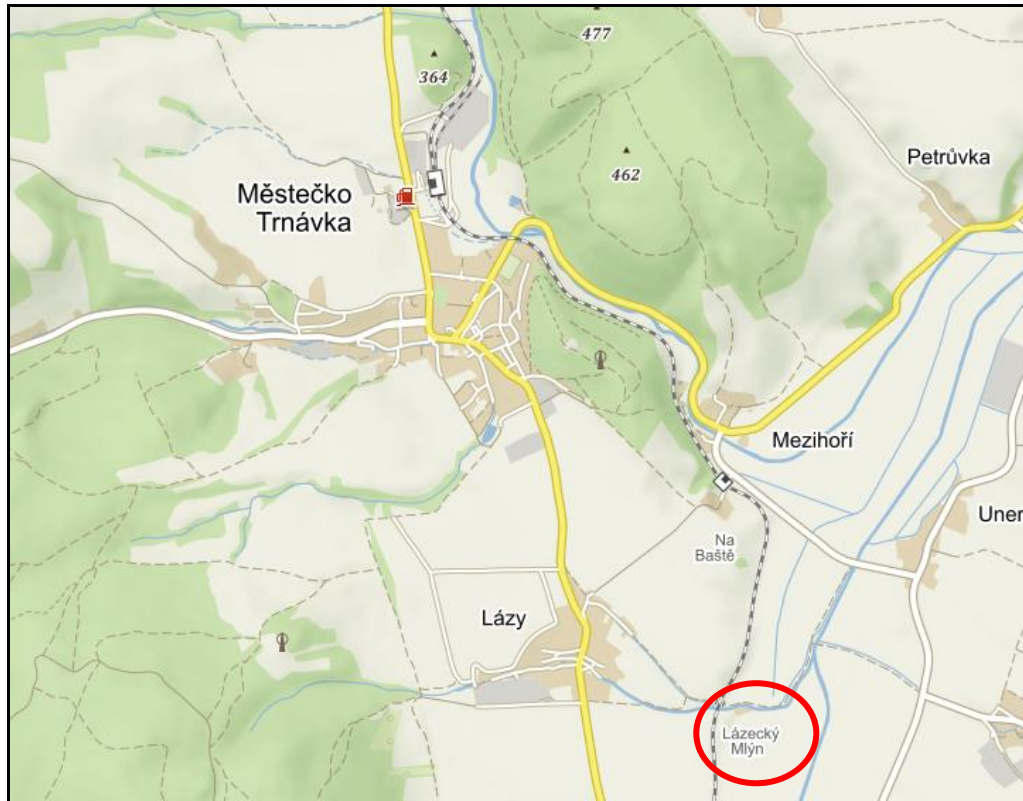 477
364
462
Petrůvka
Městečko
Trnávka
Mezihoří
Uner
Na
Baště
Lázy
Lázecký
Mlýn